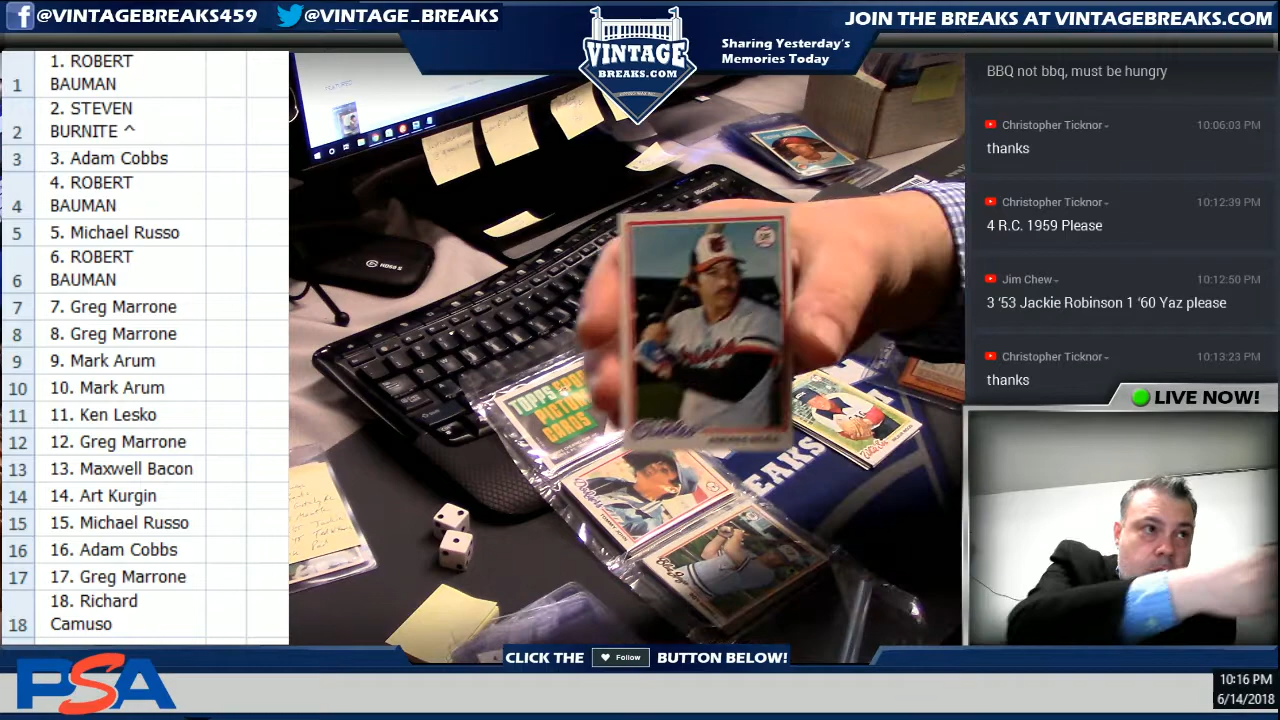 @VINTAGEBREAKS459
@VINTAGE_BREAKS
VINTAGE
BREAKS.COM
Sharing Yesterday's
Memories Today
JOIN THE BREAKS AT VINTAGEBREAKS.COM
1
1. ROBERT
BAUMAN
2
2. STEVEN
BURNITE ^
3
3. Adam Cobbs
4
4. ROBERT
BAUMAN
5
5. Michael Russo
6
6. ROBERT
BAUMAN
7
7. Greg Marrone
8
8. Greg Marrone
9
9. Mark Arum
10
10. Mark Arum
11
11. Ken Lesko
12
12. Greg Marrone
13
13. Maxwell Bacon
14
14. Art Kurgin
15
15. Michael Russo
16
16. Adam Cobbs
17
17. Greg Marrone
18
18. Richard
Camuso
TOPPS
PICTURE
CARDS
Orioles
BREAKS
BBQ not bbq, must be hungry
Christopher Ticknor
10:06:03 PM
thanks
Christopher Ticknor
10:12:39 PM
4 R.C. 1959 Please
Jim Chew
10:12:50 PM
3 '53 Jackie Robinson 1 '60 Yaz please
Christopher Ticknor
10:13:23 PM
thanks
LIVE NOW!
CLICK THE
Follow
BUTTON BELOW!
PSA
10:16 PM
6/14/2018